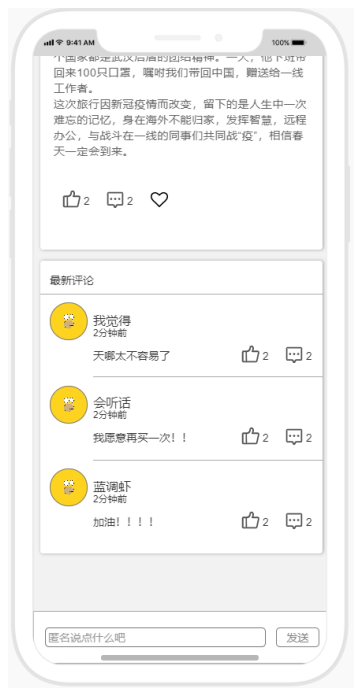 9:41 AM 100%
个国家都是武汉后盾的团结精神。一天，他下班带
回来100只口罩，嘱咐我们带回中国，赠送给一线
工作者。
这次旅行因新冠疫情而改变，留下的是人生中一次
难忘的记忆，身在海外不能归家，发挥智慧，远程
办公，与战斗在一线的同事们共同战“疫”，相信春
天一定会到来。
2 2
最新评论
我觉得
2分钟前
天哪太不容易了 2 2
会听话
2分钟前
我愿意再买一次！！ 2 2
蓝调虾
2分钟前
加油！！！！ 2 2
匿名说点什么吧 发送